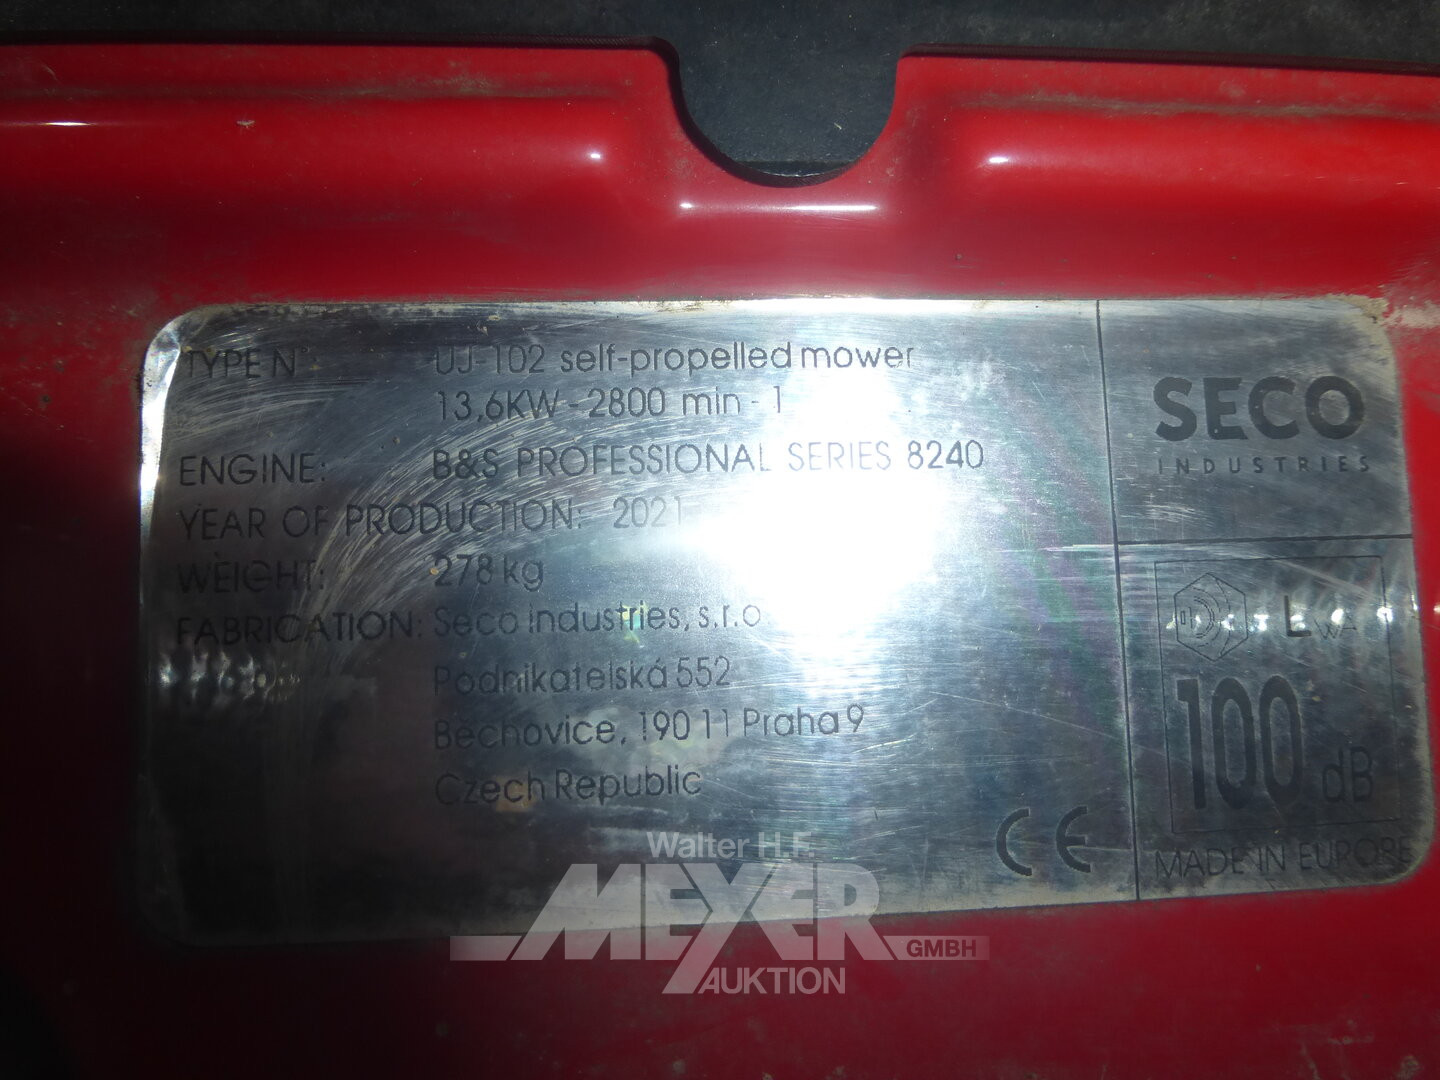 TYPE N° UJ-102 self-propelled mower
13,6KW - 2800 min - 1
ENGINE: B&S PROFESSIONAL SERIES 8240
YEAR OF PRODUCTION: 2021
WEIGHT: 278 kg
FABRICATION: Seco Industries, s.r.o
Podnikatelská 552
Běchovice, 190 11 Praha 9
Czech Republic
CE
SECO
INDUSTRIES
LWA
100 dB
MADE IN EUROPE
Walter H.F.
MEYER
GMBH
AUKTION